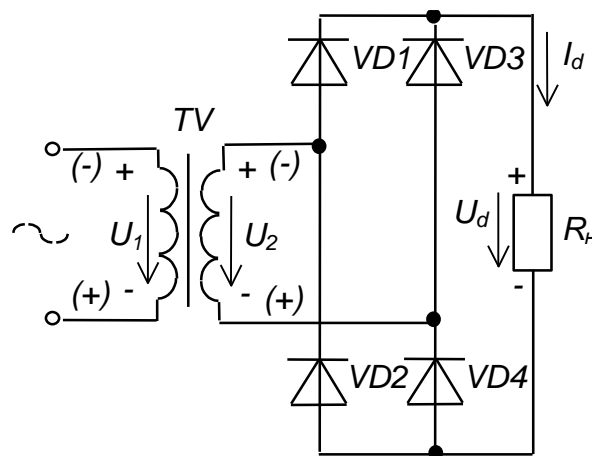 VD1
VD3
I_d
TV
(-) + + (-)
+
U_1
U_2
U_d
(+) - - (+)
-
VD2
VD4